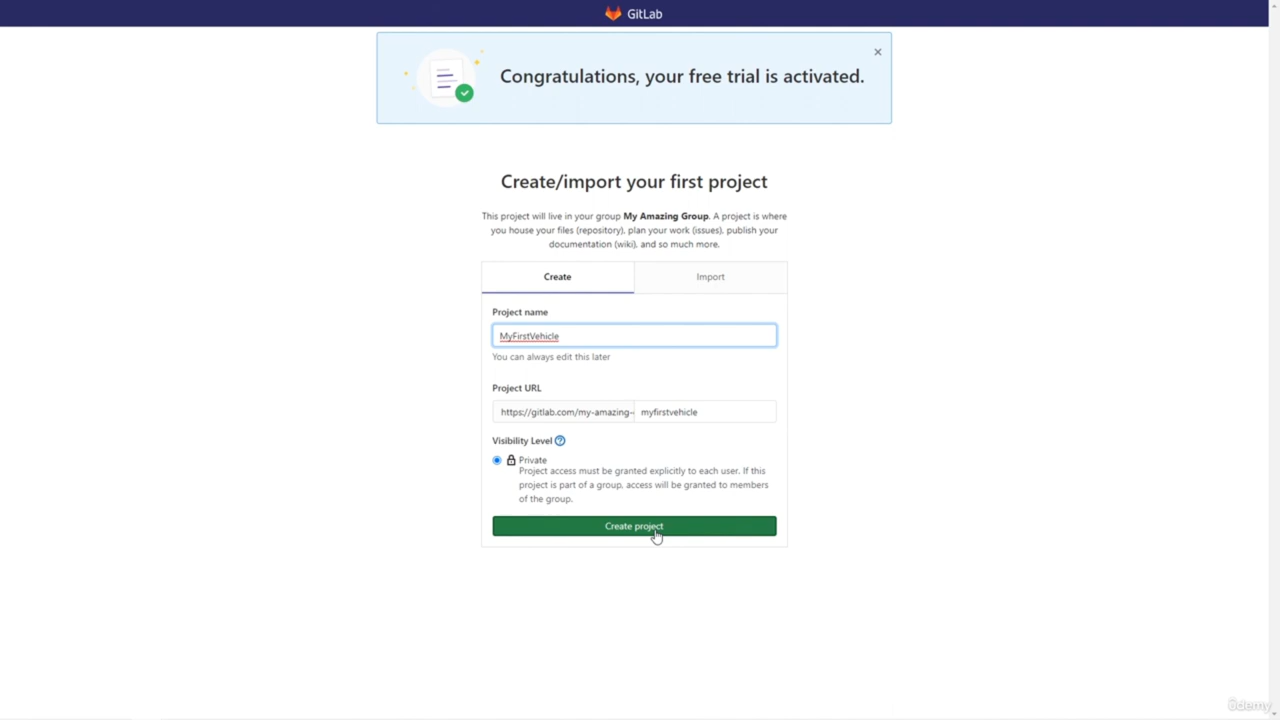 GitLab
Congratulations, your free trial is activated.
Create/import your first project
This project will live in your group My Amazing Group. A project is where
you house your files (repository), plan your work (issues), publish your
documentation (wiki), and so much more.
Create
Import
Project name
MyFirstVehicle
You can always edit this later
Project URL
https://gitlab.com/my-amazing- myfirstvehicle
Visibility Level
Private
Project access must be granted explicitly to each user. If this
project is part of a group, access will be granted to members
of the group.
Create project
ûdemy